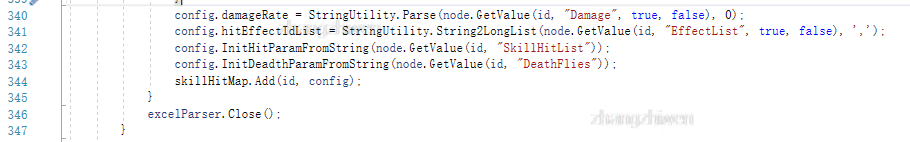 340 config.damageRate = StringUtility.Parse(node.GetValue(id, "Damage", true, false), 0);
341 config.hitEffectIdList = StringUtility.String2LongList(node.GetValue(id, "EffectList", true, false), ',');
342 config.InitHitParamFromString(node.GetValue(id, "SkillHitList"));
343 config.InitDeadthParamFromString(node.GetValue(id, "DeathFlies"));
344 skillHitMap.Add(id, config);
345 }
346 excelParser.Close();
347 }
zhangzhiwen
zhangzhiwen